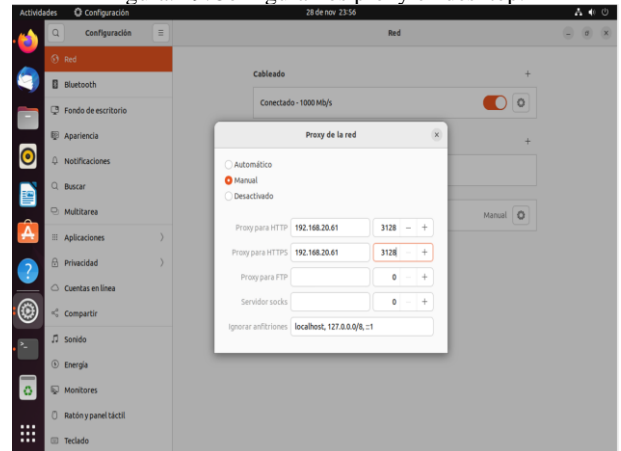 Actividades
Configuración
28 de nov 23:56
Configuración
Red
Red
Bluetooth
Fondo de escritorio
Apariencia
Notificaciones
Buscar
Multitarea
Aplicaciones
Privacidad
Cuentas en línea
Compartir
Sonido
Energía
Monitores
Ratón y panel táctil
Teclado
Cableado
Conectado - 1000 Mb/s
Manual
Proxy de la red
Automático
Manual
Desactivado
Proxy para HTTP 192.168.20.61 3128 − +
Proxy para HTTPS 192.168.20.61 3128 − +
Proxy para FTP 0 − +
Servidor socks 0 − +
Ignorar anfitriones localhost, 127.0.0.0/8, ::1